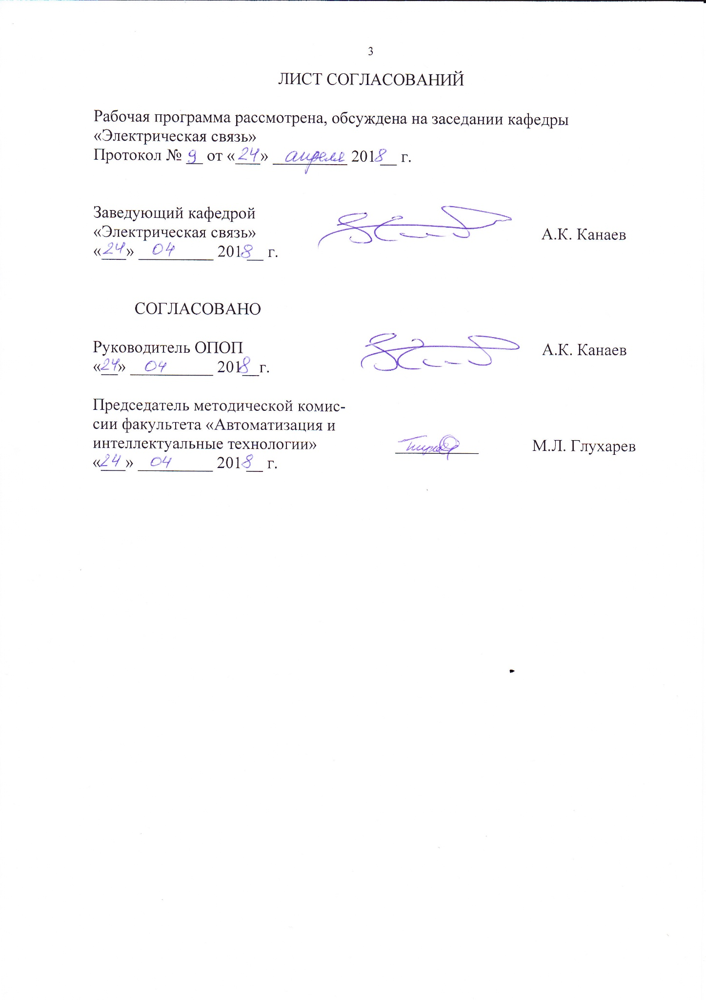 3
ЛИСТ СОГЛАСОВАНИЙ
Рабочая программа рассмотрена, обсуждена на заседании кафедры
«Электрическая связь»
Протокол № 9 от «24» апреля 2018 г.
Заведующий кафедрой
«Электрическая связь» А.К. Канаев
«24» 04 2018 г.
СОГЛАСОВАНО
Руководитель ОПОП А.К. Канаев
«24» 04 2018 г.
Председатель методической комис-
сии факультета «Автоматизация и
интеллектуальные технологии» М.Л. Глухарев
«24» 04 2018 г.